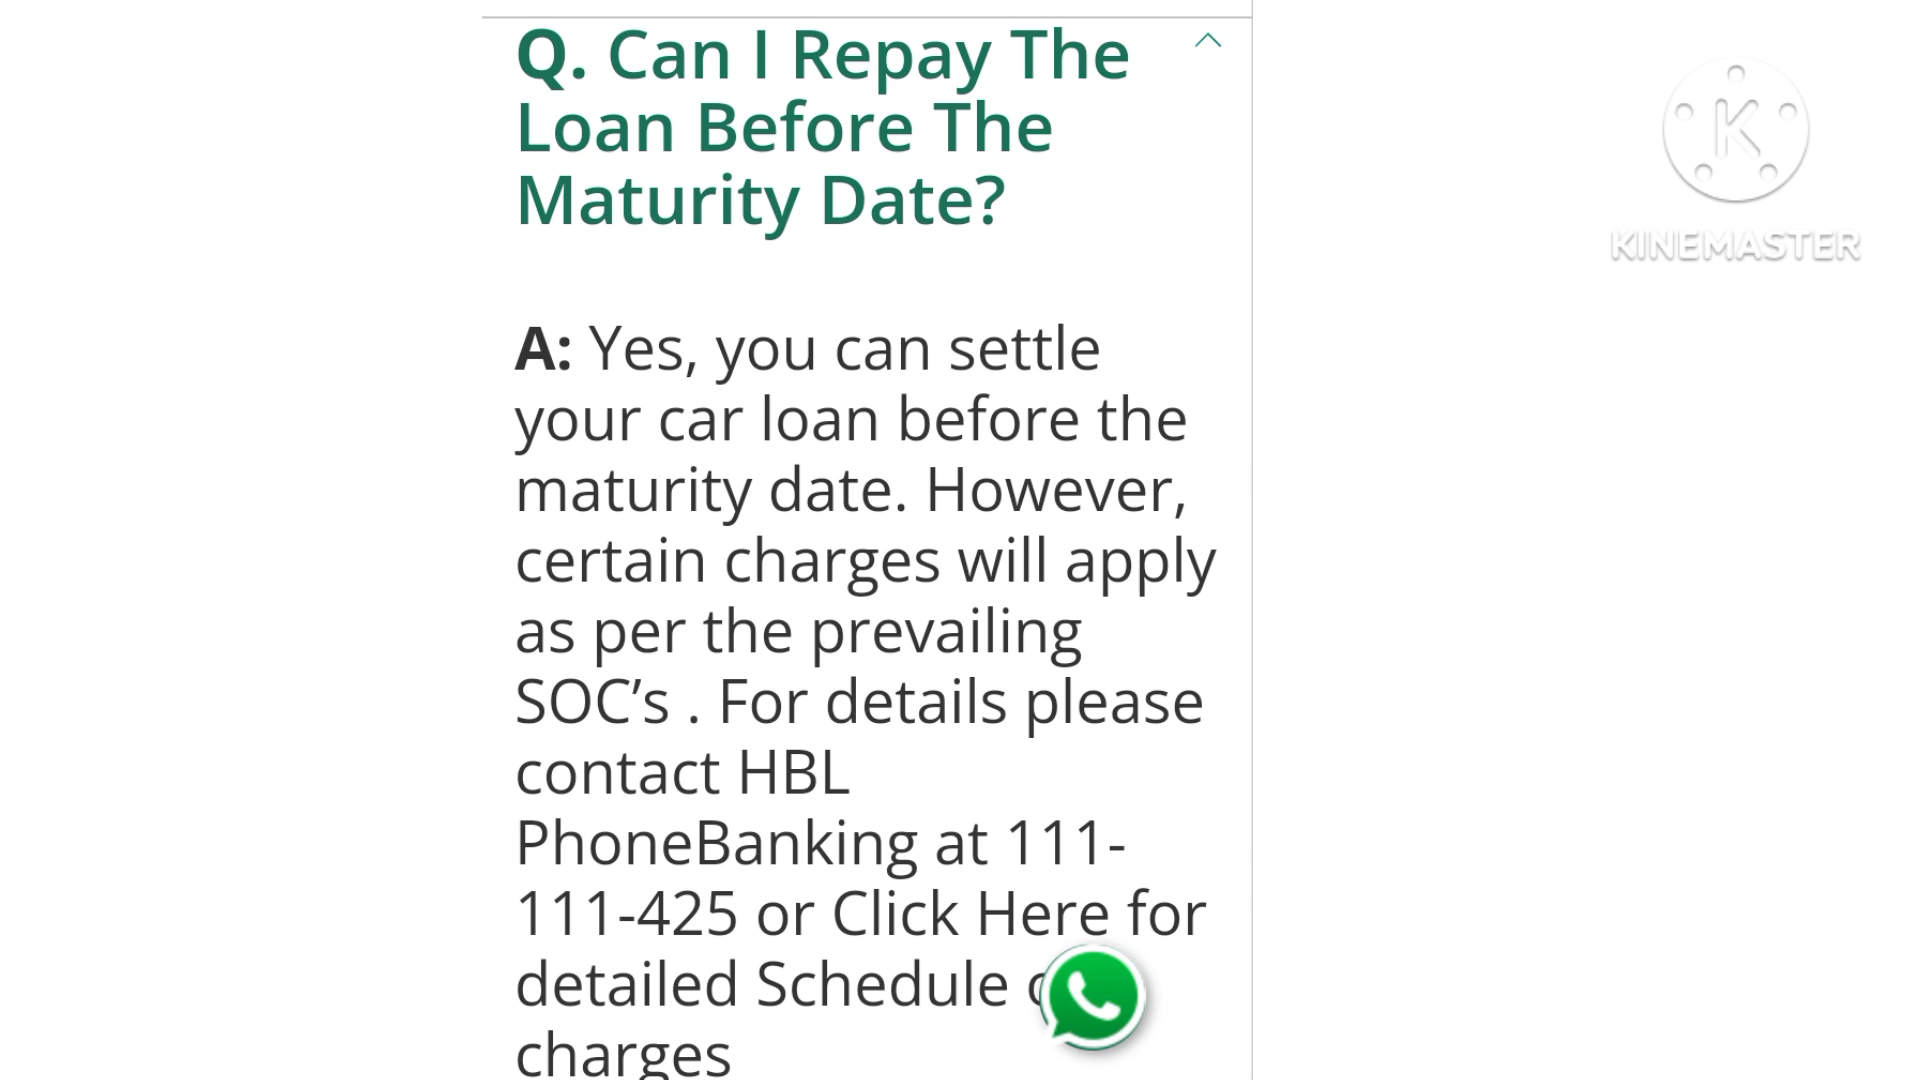 Q. Can I Repay The
Loan Before The
Maturity Date?
A: Yes, you can settle
your car loan before the
maturity date. However,
certain charges will apply
as per the prevailing
SOC’s . For details please
contact HBL
PhoneBanking at 111-
111-425 or Click Here for
detailed Schedule
charges
K
KINEMASTER